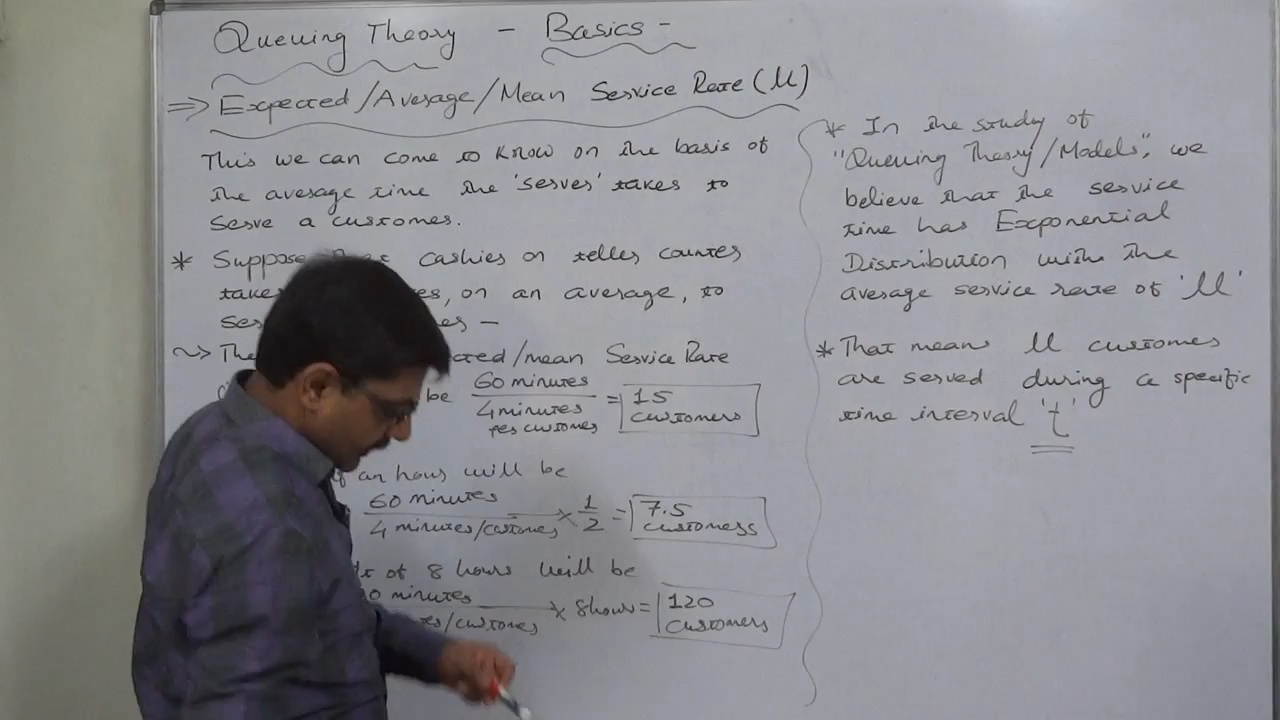 Queuing Theory - Basics -
⇒ Expected/Average/Mean Service Rate (μ)
This we can come to know on the basis of
the average time the 'server' takes to
serve a customer.
* Suppose cashier on teller counter
on an average, to
~> mean Service Rate
be 60 minutes / 4 minutes per customer = 15 customers
an hour will be
60 minutes / 4 minutes/customer × 1/2 = 7.5 customers
of 8 hours will be
minutes /customer × 8 hour = 120 customers
* In the study of
"Queuing Theory/Models", we
believe that the service
time has Exponential
Distribution with the
average service rate of 'μ'
* That means μ customer
are served during a specific
time interval 't'